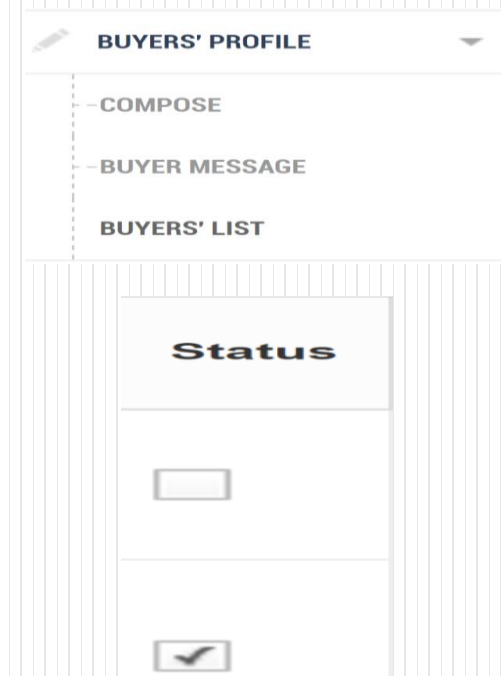 BUYERS' PROFILE
COMPOSE
BUYER MESSAGE
BUYERS' LIST
Status